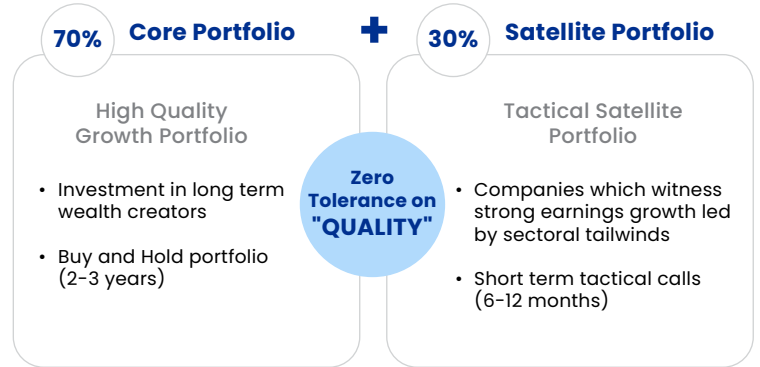 70%
Core Portfolio
+
30%
Satellite Portfolio
High Quality
Growth Portfolio
• Investment in long term
wealth creators
• Buy and Hold portfolio
(2-3 years)
Zero
Tolerance on
"QUALITY"
Tactical Satellite
Portfolio
• Companies which witness
strong earnings growth led
by sectoral tailwinds
• Short term tactical calls
(6-12 months)